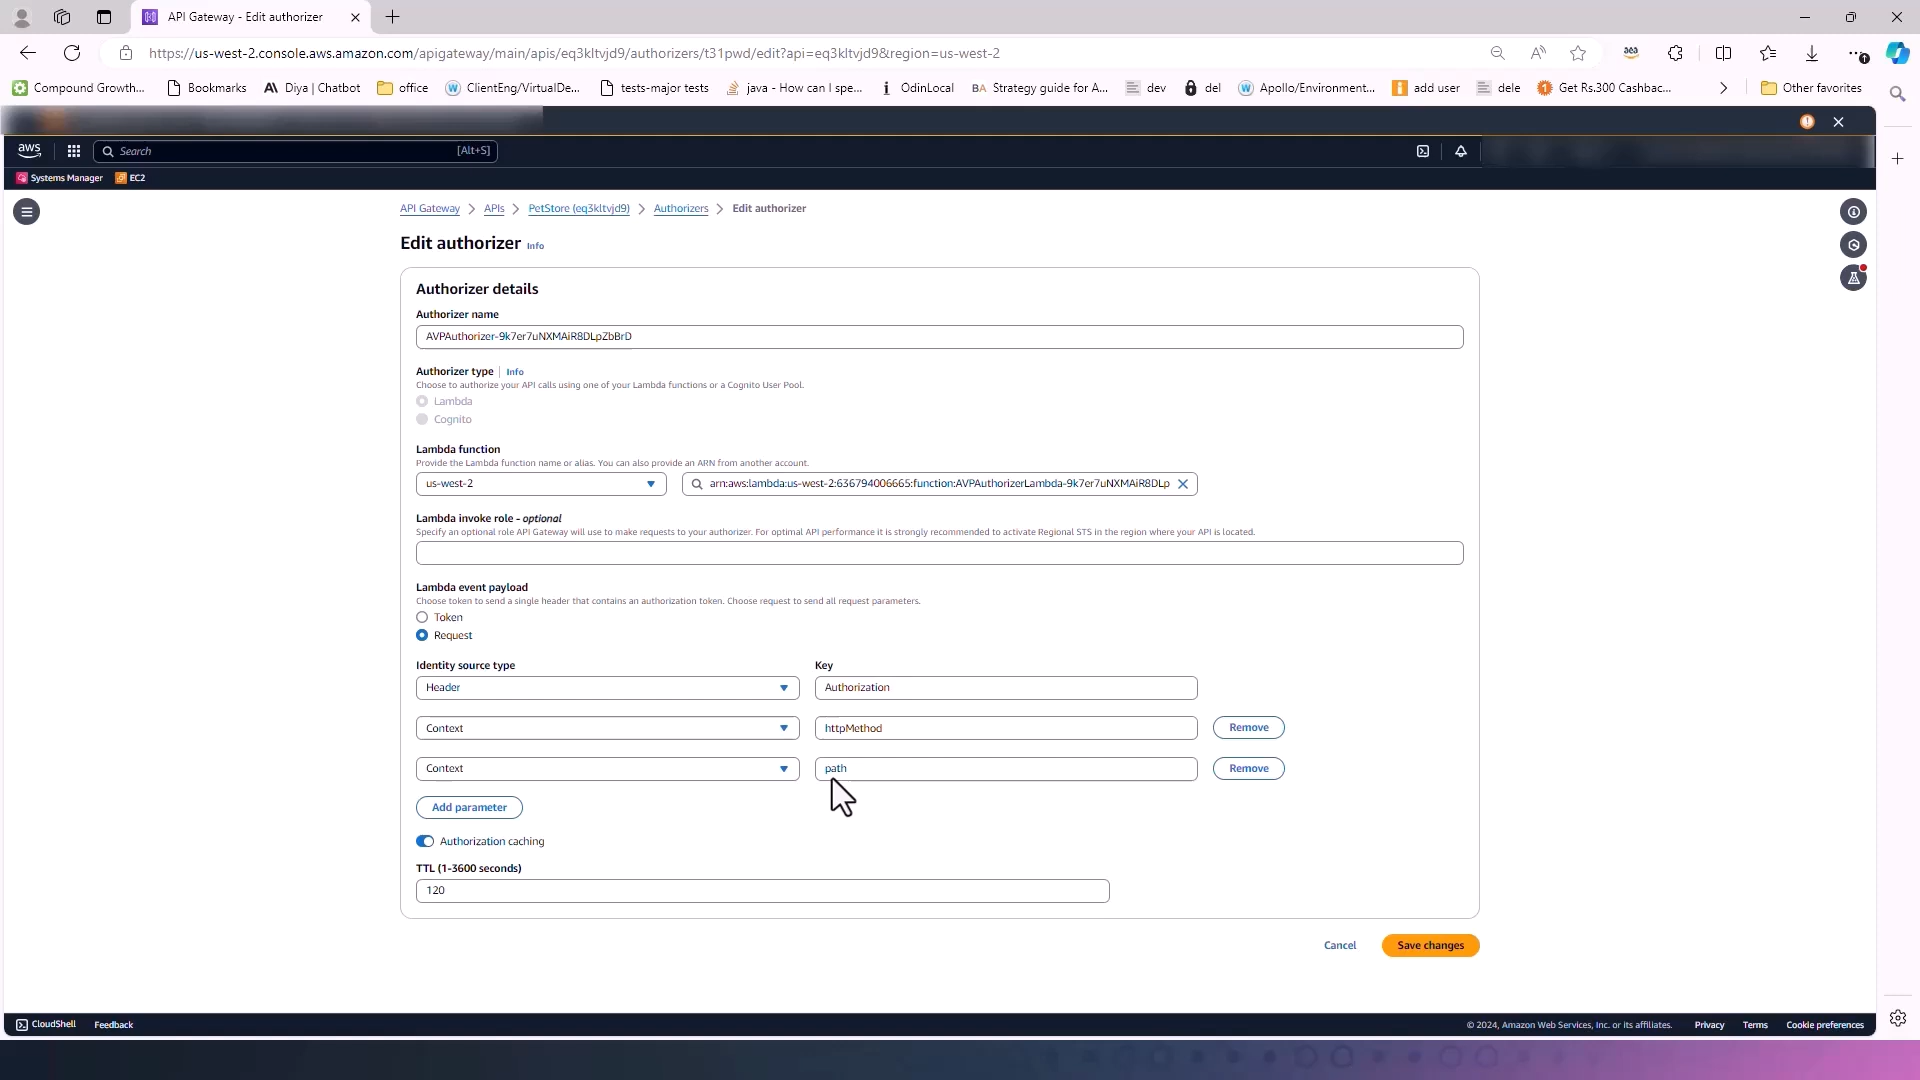 API Gateway - Edit authorizer
https://us-west-2.console.aws.amazon.com/apigateway/main/apis/eq3kltvjd9/authorizers/t31pwd/edit?api=eq3kltvjd9&region=us-west-2
Compound Growth... Bookmarks Diya | Chatbot office ClientEng/VirtualDe... tests-major tests java - How can I spe... OdinLocal BA Strategy guide for A... dev del Apollo/Environment... add user dele Get Rs.300 Cashbac... Other favorites
aws Search [Alt+S]
Systems Manager EC2
API Gateway > APIs > PetStore (eq3kltvjd9) > Authorizers > Edit authorizer
Edit authorizer Info
Authorizer details
Authorizer name
AVPAuthorizer-9k7er7uNXMAiR8DLpZbBrD
Authorizer type | Info
Choose to authorize your API calls using one of your Lambda functions or a Cognito User Pool.
Lambda
Cognito
Lambda function
Provide the Lambda function name or alias. You can also provide an ARN from another account.
us-west-2 arn:aws:lambda:us-west-2:636794006665:function:AVPAuthorizerLambda-9k7er7uNXMAiR8DLp
Lambda invoke role - optional
Specify an optional role API Gateway will use to make requests to your authorizer. For optimal API performance it is strongly recommended to activate Regional STS in the region where your API is located.
Lambda event payload
Choose token to send a single header that contains an authorization token. Choose request to send all request parameters.
Token
Request
Identity source type Key
Header Authorization
Context httpMethod Remove
Context path Remove
Add parameter
Authorization caching
TTL (1-3600 seconds)
120
Cancel Save changes
CloudShell Feedback © 2024, Amazon Web Services, Inc. or its affiliates. Privacy Terms Cookie preferences